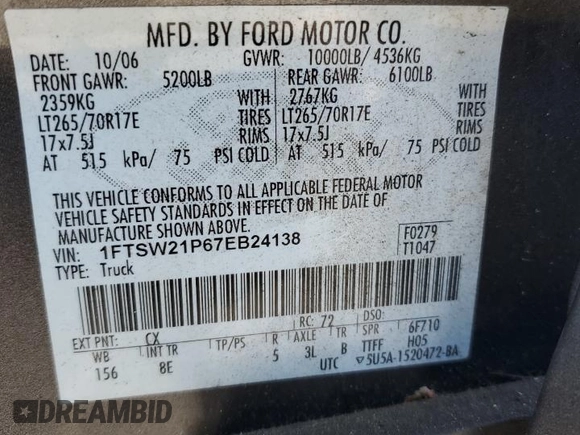 MFD. BY FORD MOTOR CO.
DATE: 10/06 GVWR: 10000LB/ 4536KG
FRONT GAWR: 5200LB REAR GAWR: 6100LB
2359KG WITH 2767KG WITH
LT265/70R17E TIRES LT265/70R17E TIRES
17x7.5J RIMS 17x7.5J RIMS
AT 515 kPa/ 75 PSI COLD AT 515 kPa/ 75 PSI COLD
THIS VEHICLE CONFORMS TO ALL APPLICABLE FEDERAL MOTOR
VEHICLE SAFETY STANDARDS IN EFFECT ON THE DATE OF
MANUFACTURE SHOWN ABOVE.
VIN: 1FTSW21P67EB24138 F0279
TYPE: Truck T1047
EXT PNT: CX RC: 72 DSO:
WB INT TR TP/PS R AXLE TR SPR 6F710
156 8E 5 3L B TTFF H05
UTC 5U5A-1520472-BA
DREAMBID